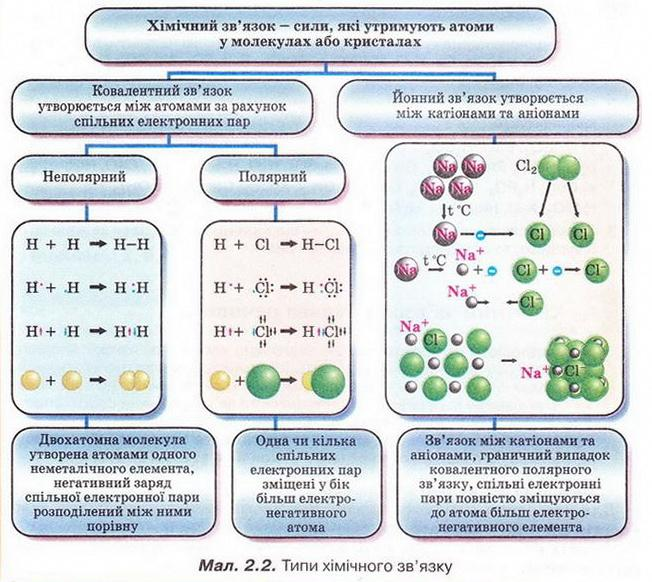 Хімічний зв'язок – сили, які утримують атоми
у молекулах або кристалах
Ковалентний зв'язок
утворюється між атомами за рахунок
спільних електронних пар
Йонний зв'язок утворюється
між катіонами та аніонами
Неполярний
Полярний
H + H → H–H
H· + ·H → H:H
H + H → H H
H + Cl → H–Cl
H· + ·Cl: → H:Cl:
H + Cl → H Cl
Na Na
Na Na
Cl₂
t °C
Na
Cl Cl
t °C
Na → Na⁺ +
Cl + → Cl⁻
Na⁺ Cl⁻
Na⁺ Cl⁻
Na⁺ Cl⁻
Двохатомна молекула
утворена атомами одного
неметалічного елемента,
негативний заряд
спільної електронної пари
розподілений між ними
порівну
Одна чи кілька
спільних
електронних пар
зміщені у бік
більш електро-
негативного
атома
Зв'язок між катіонами та
аніонами, граничний випадок
ковалентного полярного
зв'язку, спільні електронні
пари повністю зміщуються
до атома більш електро-
негативного елемента
Мал. 2.2. Типи хімічного зв'язку